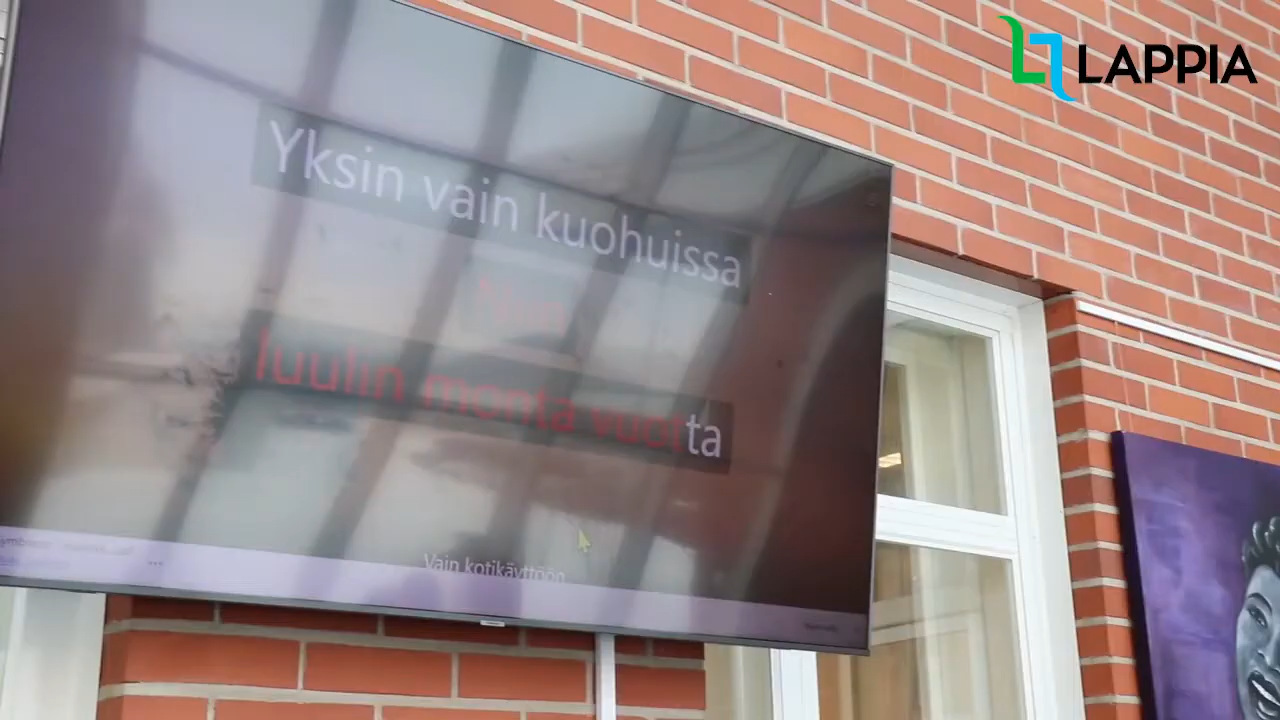 LAPPIA
Yksin vain kuohuissa
luulin monta vuotta
Vain kotikäyttöön